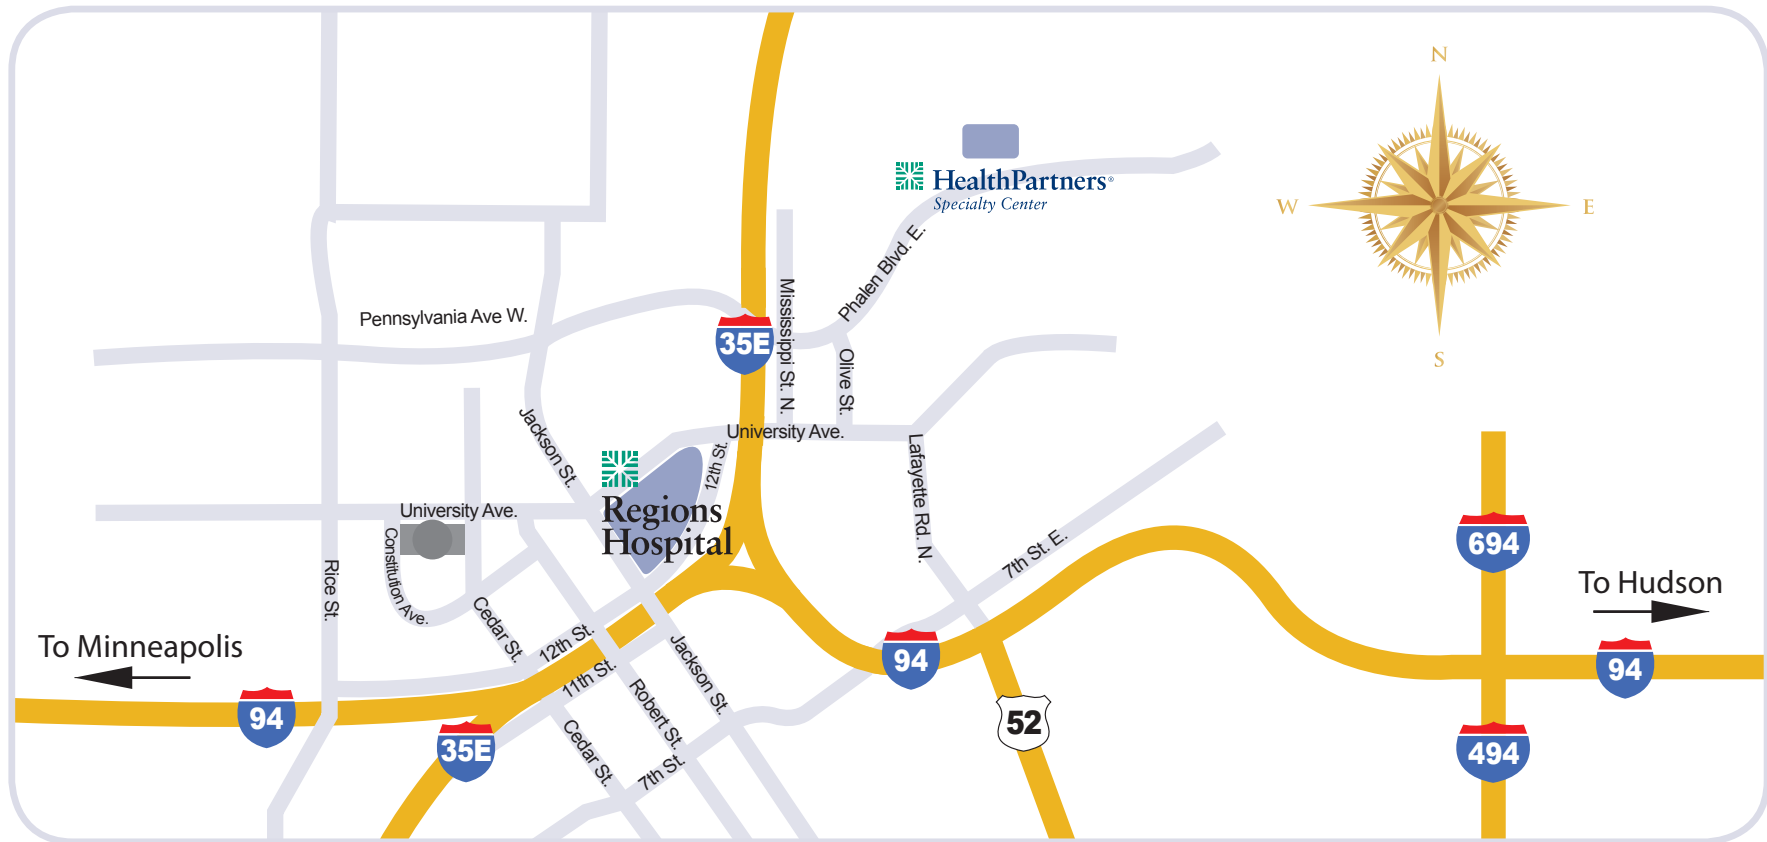 N
W
E
S
HealthPartners®
Specialty Center
Phalen Blvd. E.
Pennsylvania Ave W.
35E
Mississippi St. N.
Olive St.
Jackson St.
University Ave.
12th St.
Lafayette Rd. N.
Regions
Hospital
University Ave.
Constitution Ave.
7th St. E.
694
To Hudson
Rice St.
Cedar St.
12th St.
11th St.
Jackson St.
To Minneapolis
94
94
94
Robert St.
35E
Cedar St.
7th St.
52
494